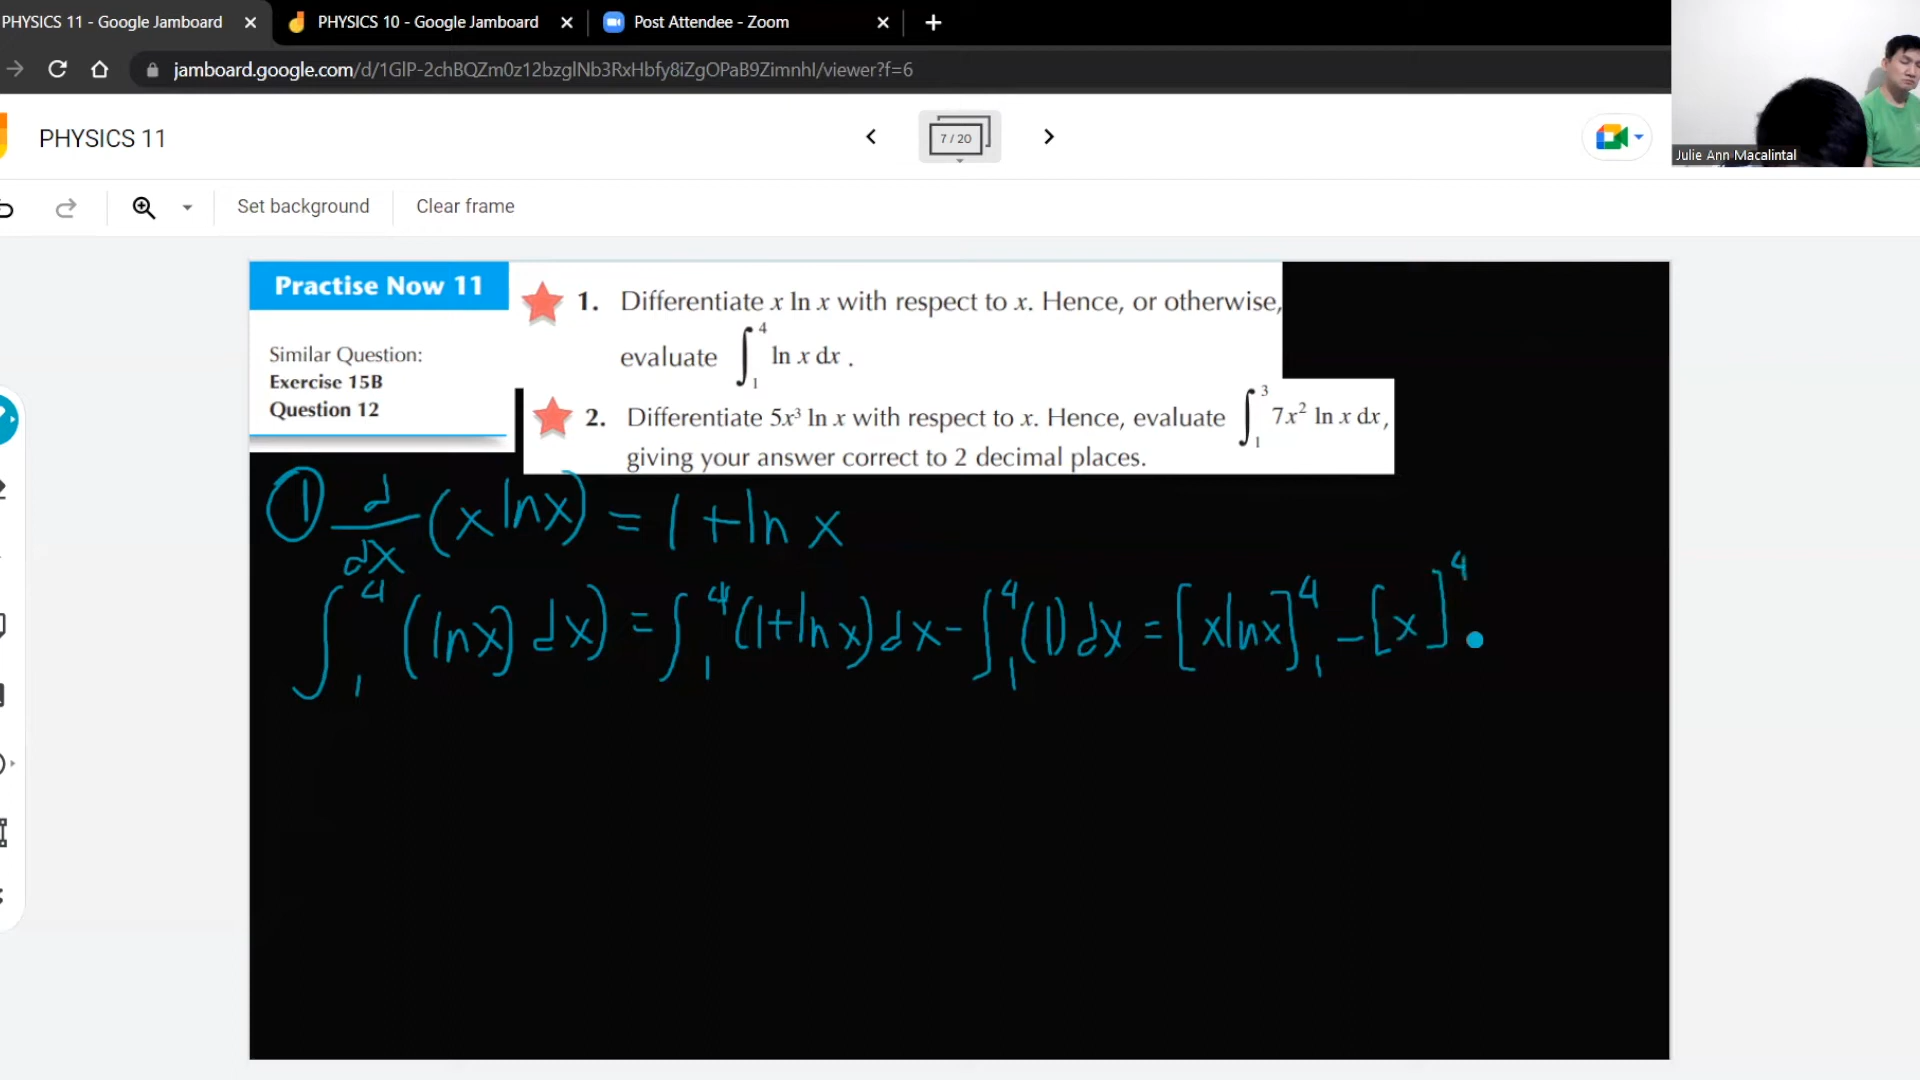 PHYSICS 11 - Google Jamboard
PHYSICS 10 - Google Jamboard
Post Attendee - Zoom
jamboard.google.com/d/1GlP-2chBQZm0z12bzglNb3RxHbfy8iZgOPaB9ZimnhI/viewer?f=6
PHYSICS 11
7 / 20
Julie Ann Macalintal
Set background
Clear frame
Practise Now 11
Similar Question:
Exercise 15B
Question 12
1. Differentiate x ln x with respect to x. Hence, or otherwise,
evaluate ∫₁⁴ ln x dx .
2. Differentiate 5x³ ln x with respect to x. Hence, evaluate ∫₁³ 7x² ln x dx,
giving your answer correct to 2 decimal places.
① d/dx (x lnx) = 1 + ln x
∫₁⁴ (lnx) dx) = ∫₁⁴ (1+ln x) dx - ∫₁⁴ (1) dx = [x lnx]₁⁴ - [x]⁴